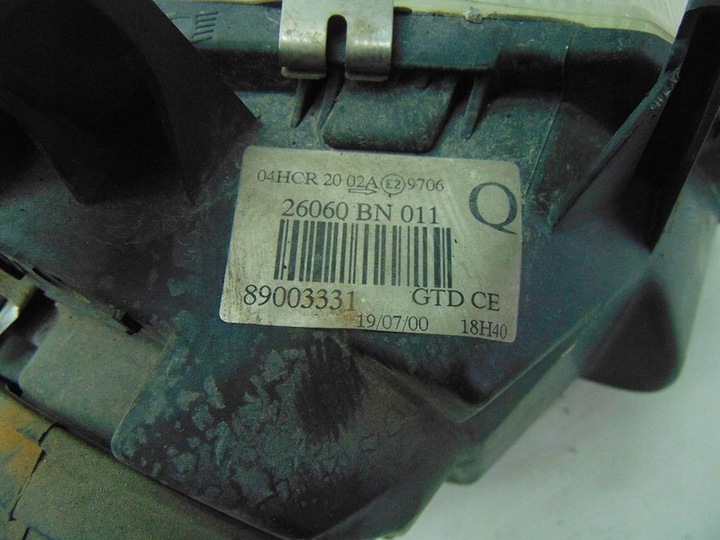 04HCR 20 02A E2 9706
Q
26060 BN 011
89003331 GTD CE
19/07/00 18H40